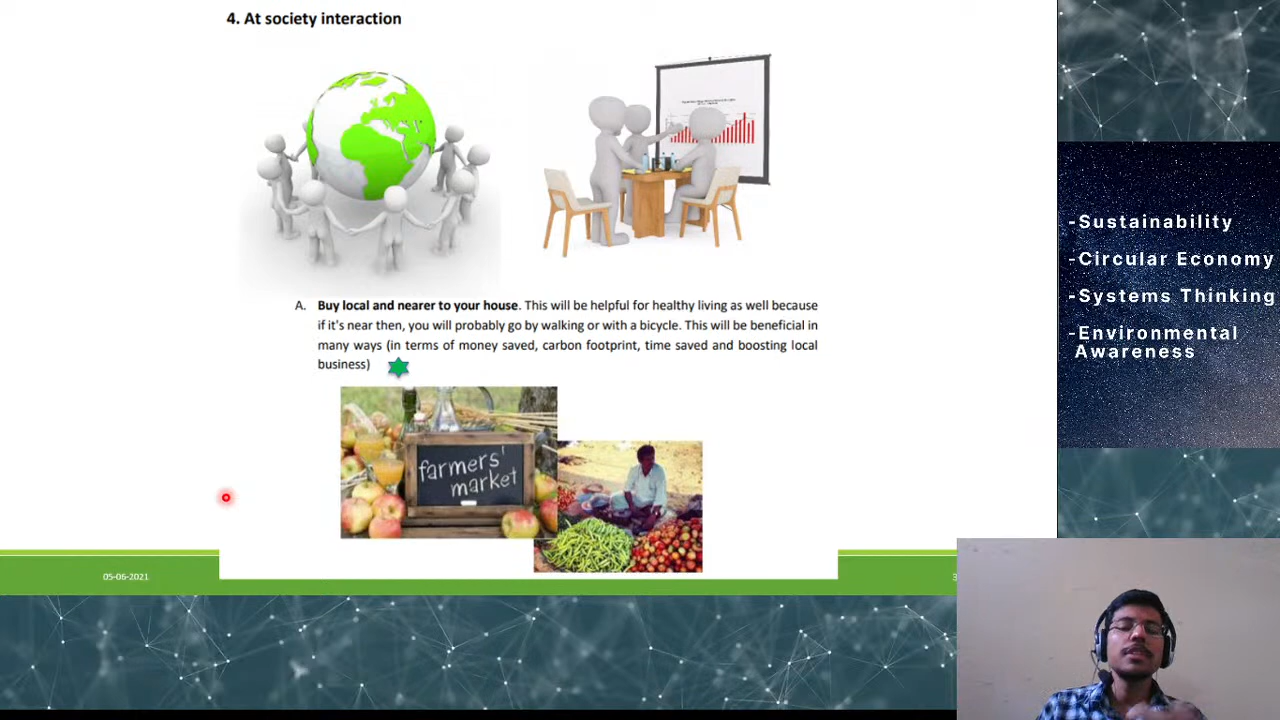 4. At society interaction
A. Buy local and nearer to your house. This will be helpful for healthy living as well because
if it's near then, you will probably go by walking or with a bicycle. This will be beneficial in
many ways (in terms of money saved, carbon footprint, time saved and boosting local
business)
farmers'
market
05-06-2021
3
-Sustainability
-Circular Economy
-Systems Thinking
-Environmental
Awareness